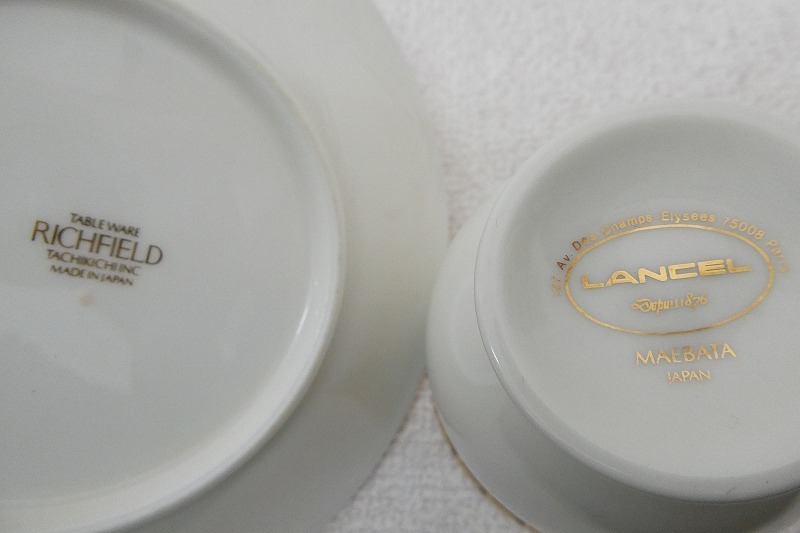 TABLE WARE
RICHFIELD
TACHIKICHI INC
MADE IN JAPAN
Av. Des Champs Elysees 75008 Paris
LANCEL
Depuis 1876
MAEBATA
JAPAN